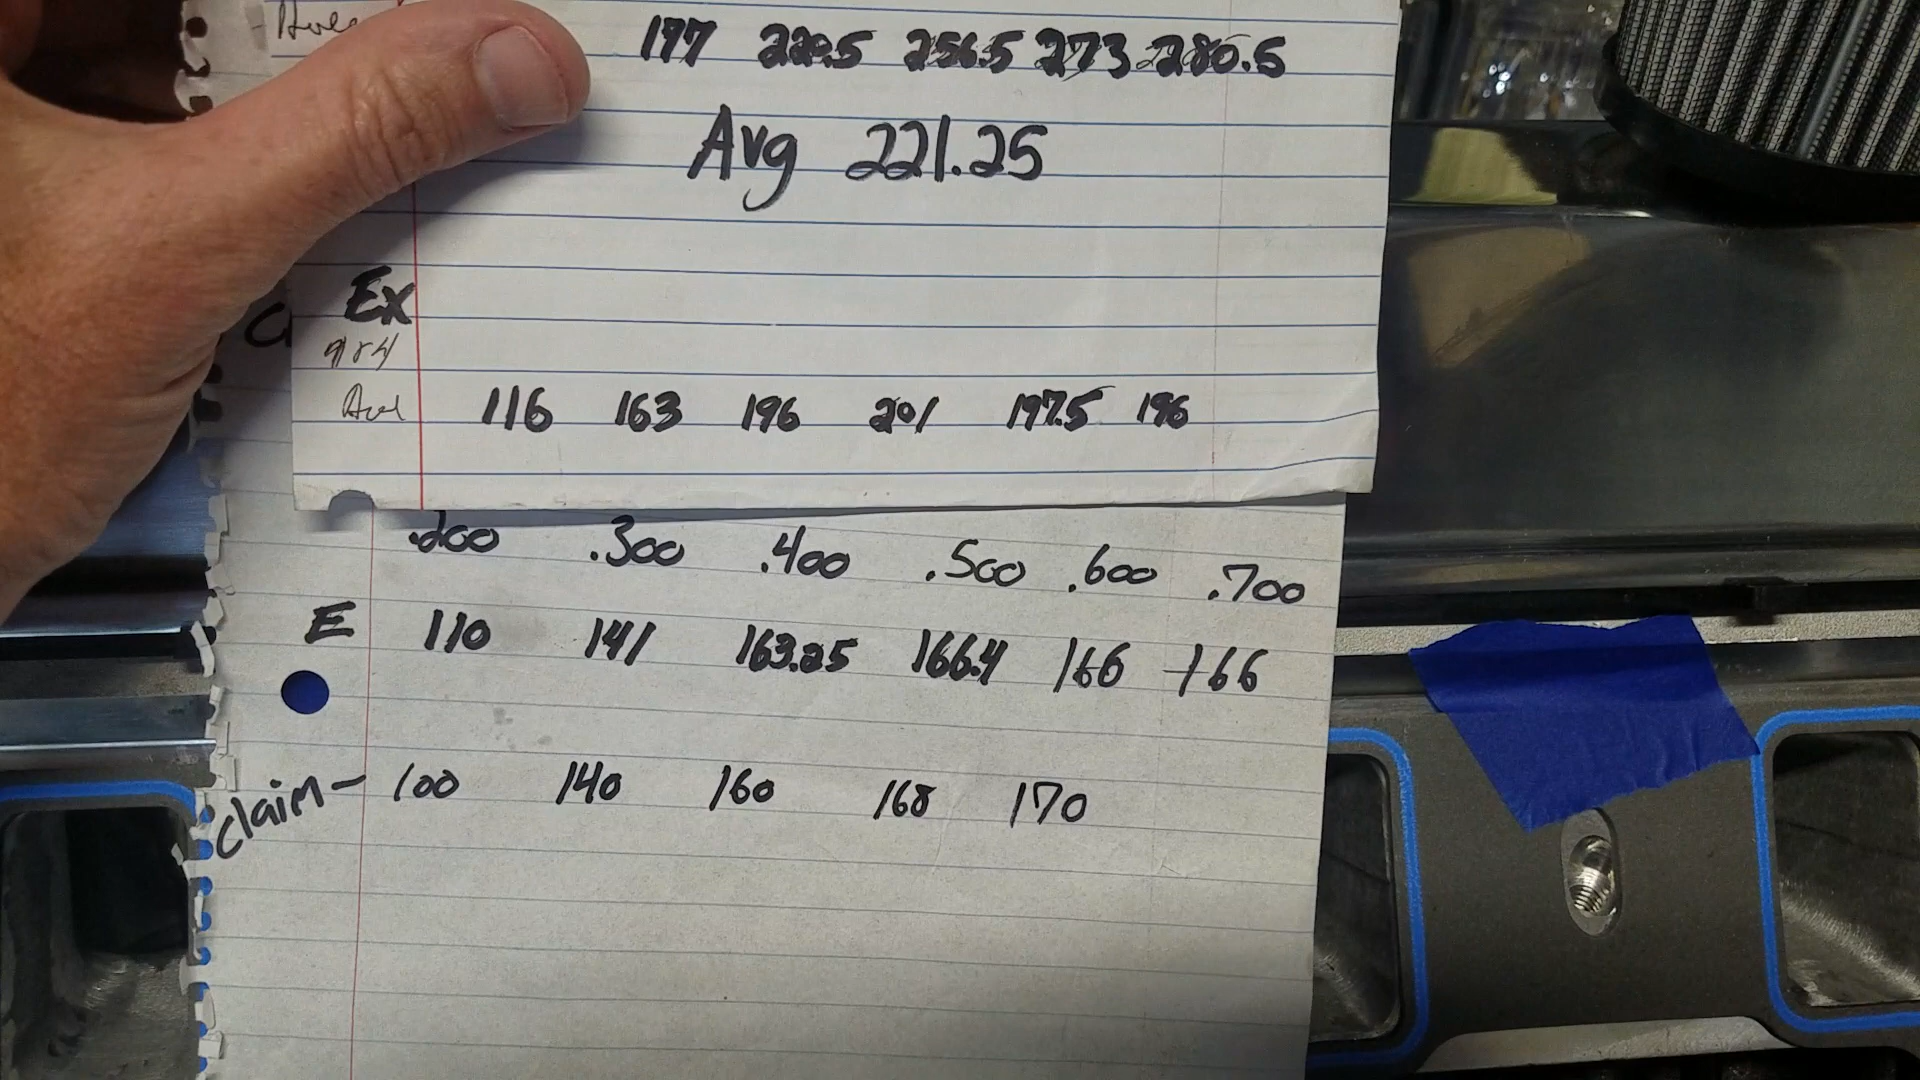 197 229.5 256.5 273 280.5
Avg 221.25
Ex
116 163 196 201 197.5 196
.200 .300 .400 .500 .600 .700
E 110 141 163.25 166.4 166 166
Claim- 100 140 160 168 170